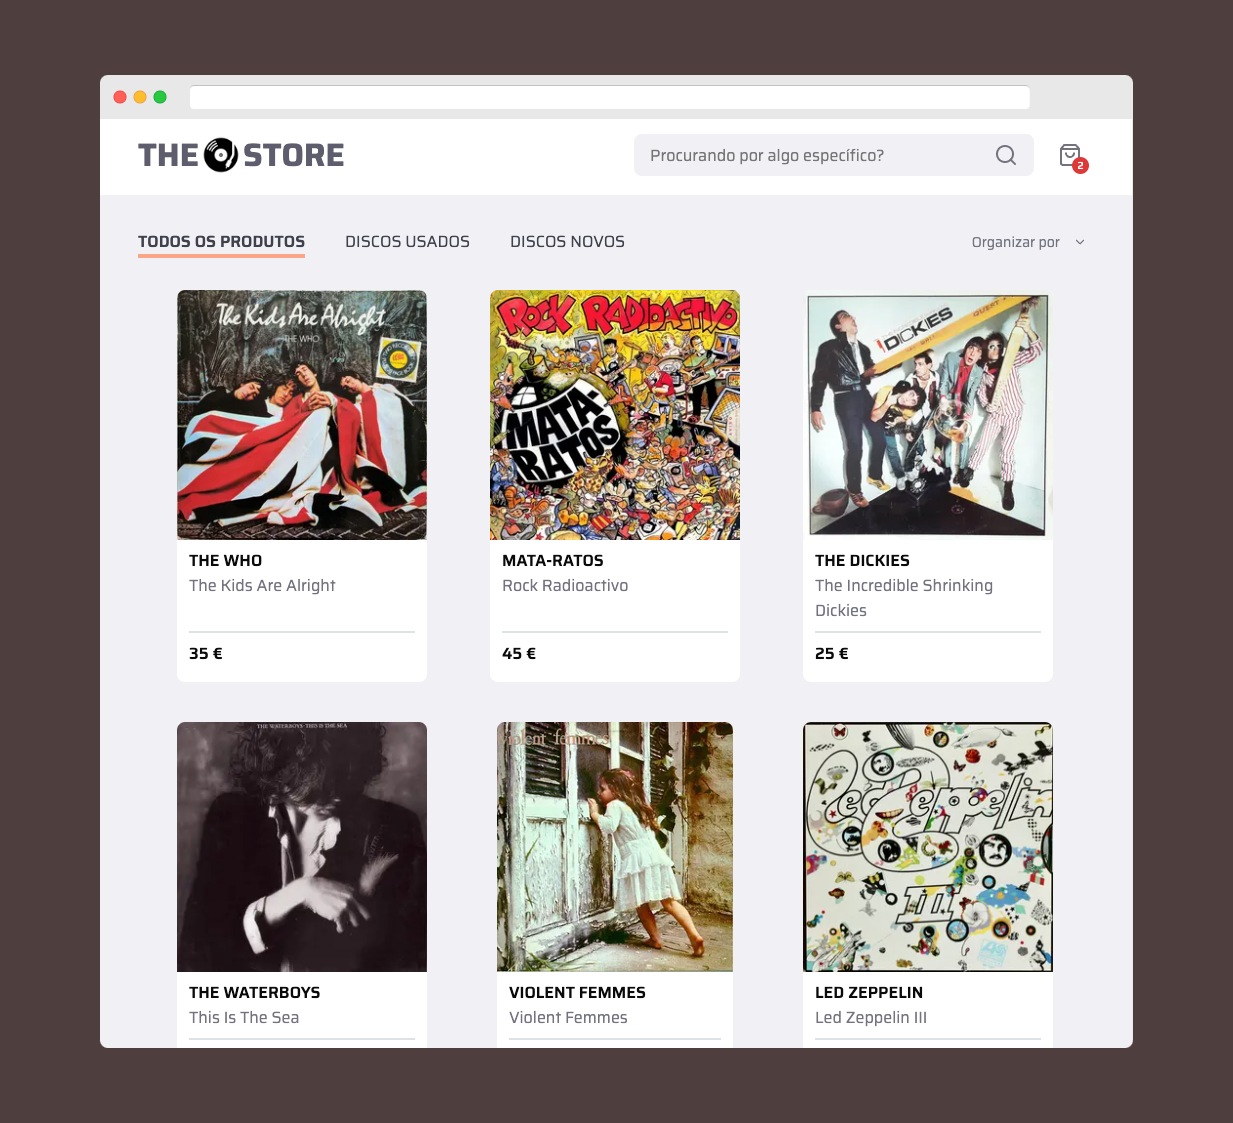 THE STORE
Procurando por algo específico?
2
TODOS OS PRODUTOS
DISCOS USADOS
DISCOS NOVOS
Organizar por
The Kids Are Alright
THE WHO
ROCK RADIOACTIVO
MATA-
RATOS
DICKIES
THE WHO
The Kids Are Alright
35 €
MATA-RATOS
Rock Radioactivo
45 €
THE DICKIES
The Incredible Shrinking
Dickies
25 €
THE WATERBOYS · THIS IS THE SEA
violent femmes
Led Zeppelin
III
THE WATERBOYS
This Is The Sea
VIOLENT FEMMES
Violent Femmes
LED ZEPPELIN
Led Zeppelin III